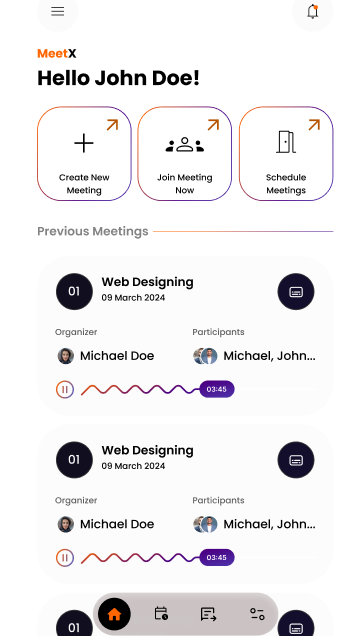 MeetX
Hello John Doe!
Create New
Meeting
Join Meeting
Now
Schedule
Meetings
Previous Meetings
01
Web Designing
09 March 2024
Organizer
Participants
Michael Doe
Michael, John...
03:45
01
Web Designing
09 March 2024
Organizer
Participants
Michael Doe
Michael, John...
03:45
01